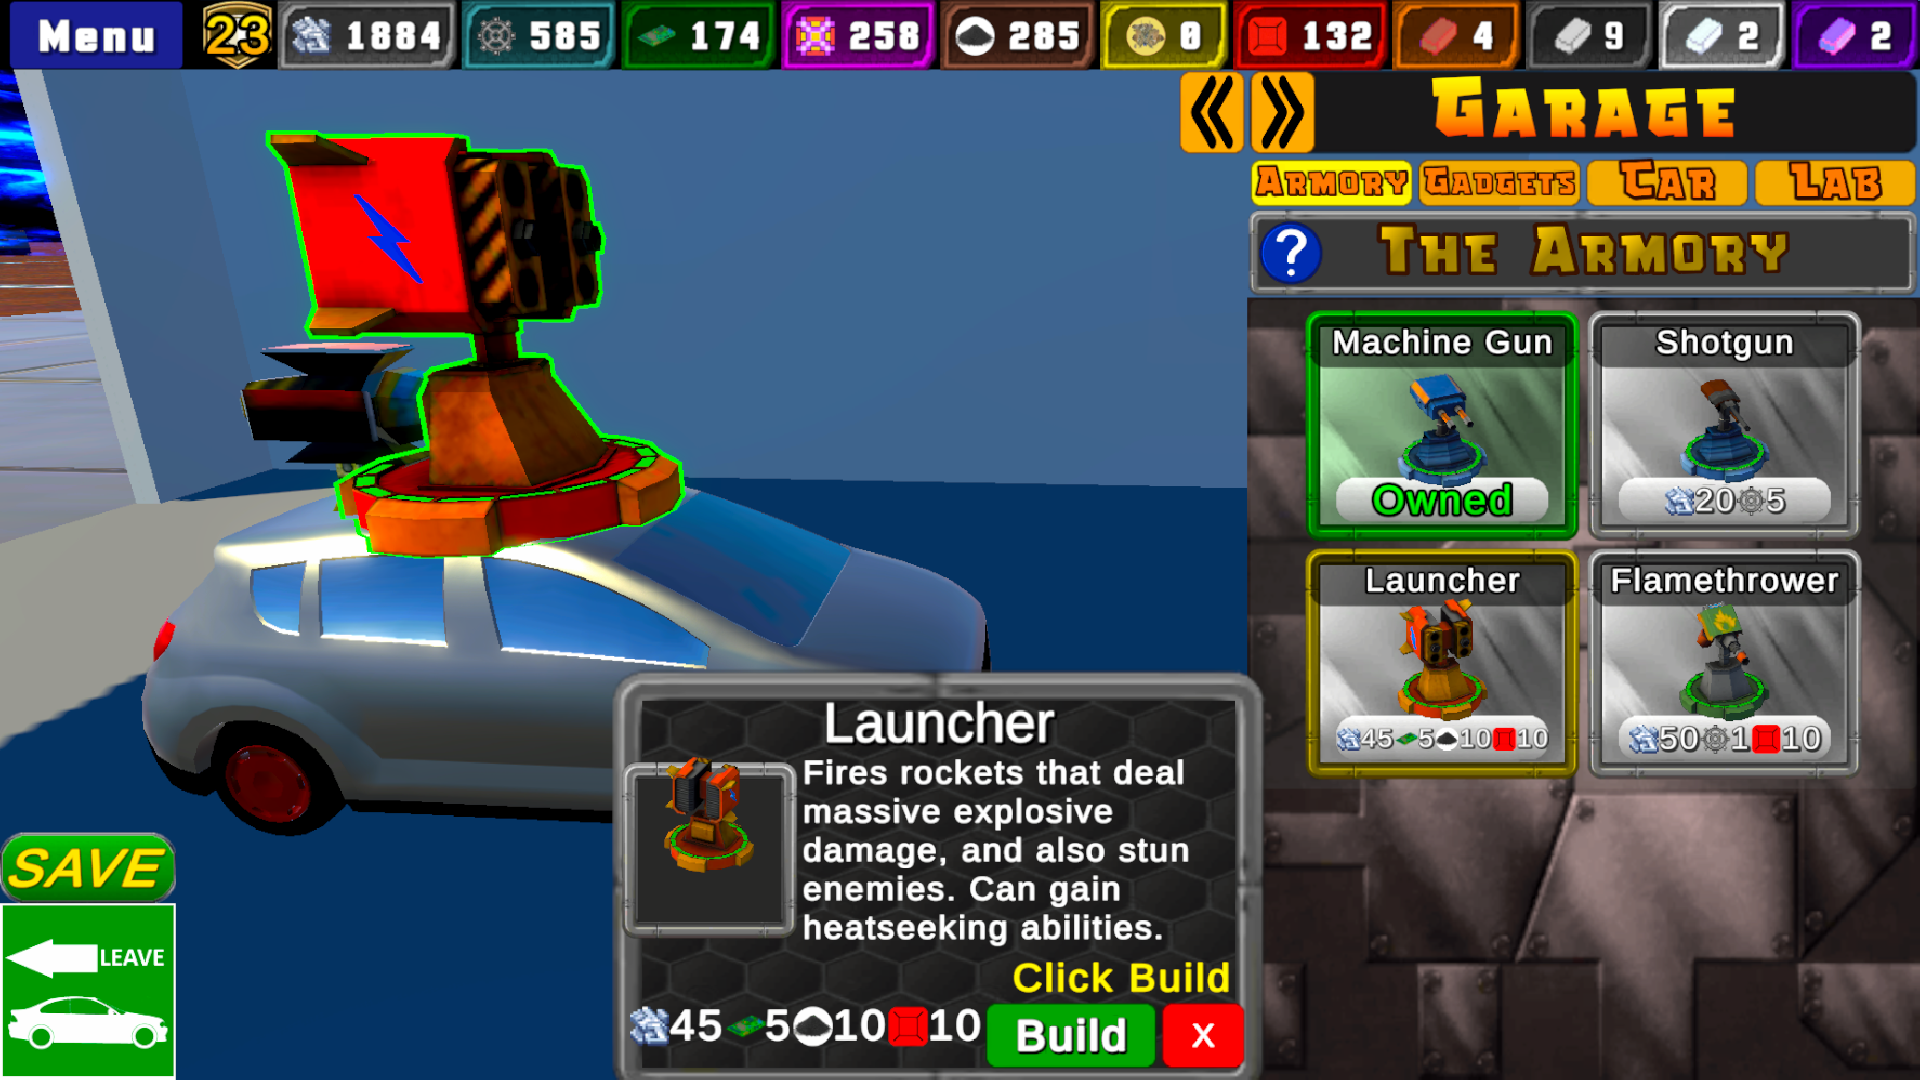 Menu 23 1884 585 174 258 285 0 132 4 9 2 2
GARAGE
ARMORY GADGETS CAR LAB
? THE ARMORY
Machine Gun
Owned
Shotgun
20 5
Launcher
45 5 10 10
Flamethrower
50 1 10
Launcher
Fires rockets that deal
massive explosive
damage, and also stun
enemies. Can gain
heatseeking abilities.
Click Build
45 5 10 10 Build X
SAVE
LEAVE